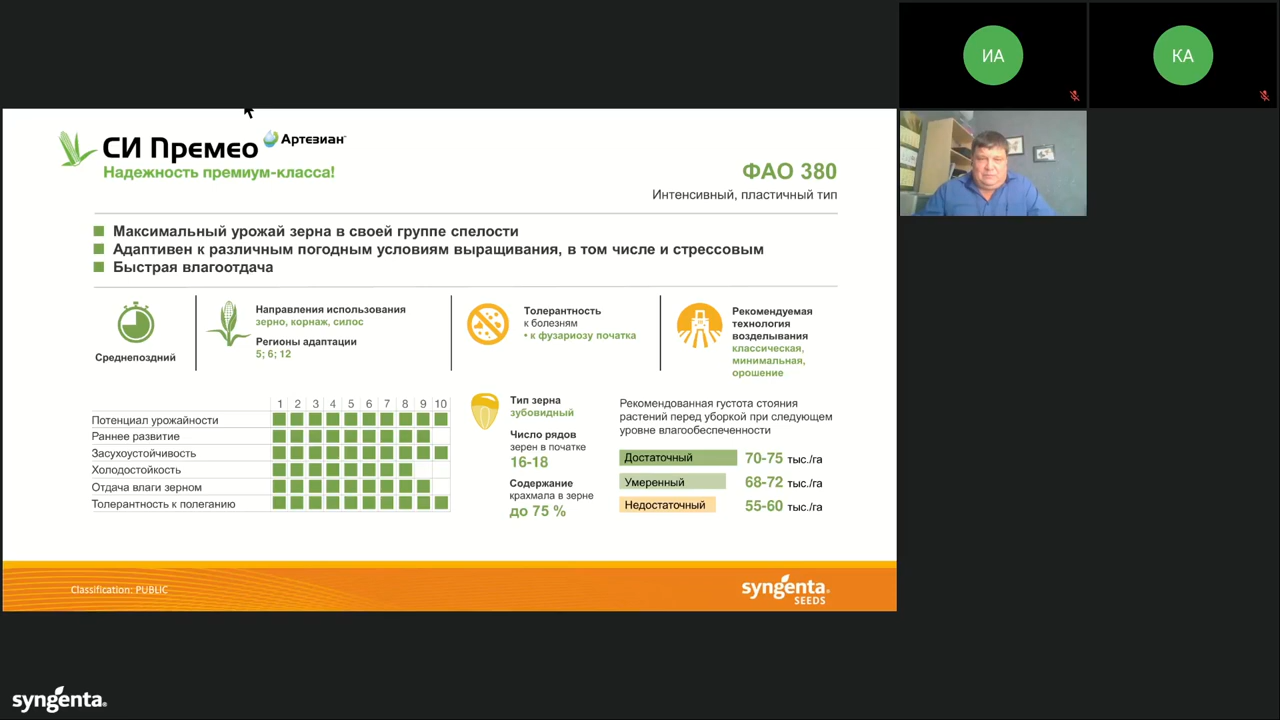 ИА
КА
СИ Премео Артезиан
Надежность премиум-класса!
ФАО 380
Интенсивный, пластичный тип
Максимальный урожай зерна в своей группе спелости
Адаптивен к различным погодным условиям выращивания, в том числе и стрессовым
Быстрая влагоотдача
Среднепоздний
Направления использования
зерно, корнаж, силос
Регионы адаптации
5; 6; 12
Толерантность
к болезням
• к фузариозу початка
Рекомендуемая
технология
возделывания
классическая,
минимальная,
орошение
1 2 3 4 5 6 7 8 9 10
Потенциал урожайности
Раннее развитие
Засухоустойчивость
Холодостойкость
Отдача влаги зерном
Толерантность к полеганию
Тип зерна
зубовидный
Число рядов
зерен в початке
16-18
Содержание
крахмала в зерне
до 75 %
Рекомендованная густота стояния
растений перед уборкой при следующем
уровне влагообеспеченности
Достаточный 70-75 тыс./га
Умеренный 68-72 тыс./га
Недостаточный 55-60 тыс./га
Classification: PUBLIC
syngenta
SEEDS
syngenta